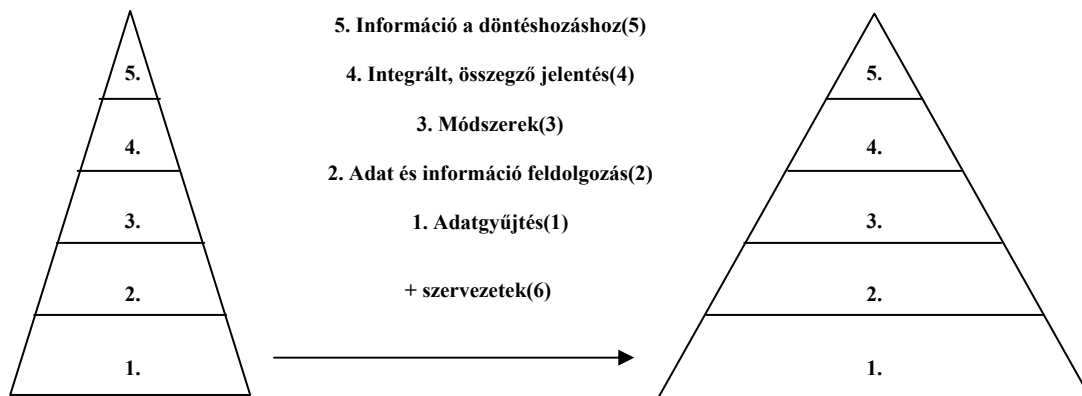 5.
4.
3.
2.
1.
5. Információ a döntéshozáshoz(5)
4. Integrált, összegző jelentés(4)
3. Módszerek(3)
2. Adat és információ feldolgozás(2)
1. Adatgyűjtés(1)
+ szervezetek(6)
5.
4.
3.
2.
1.